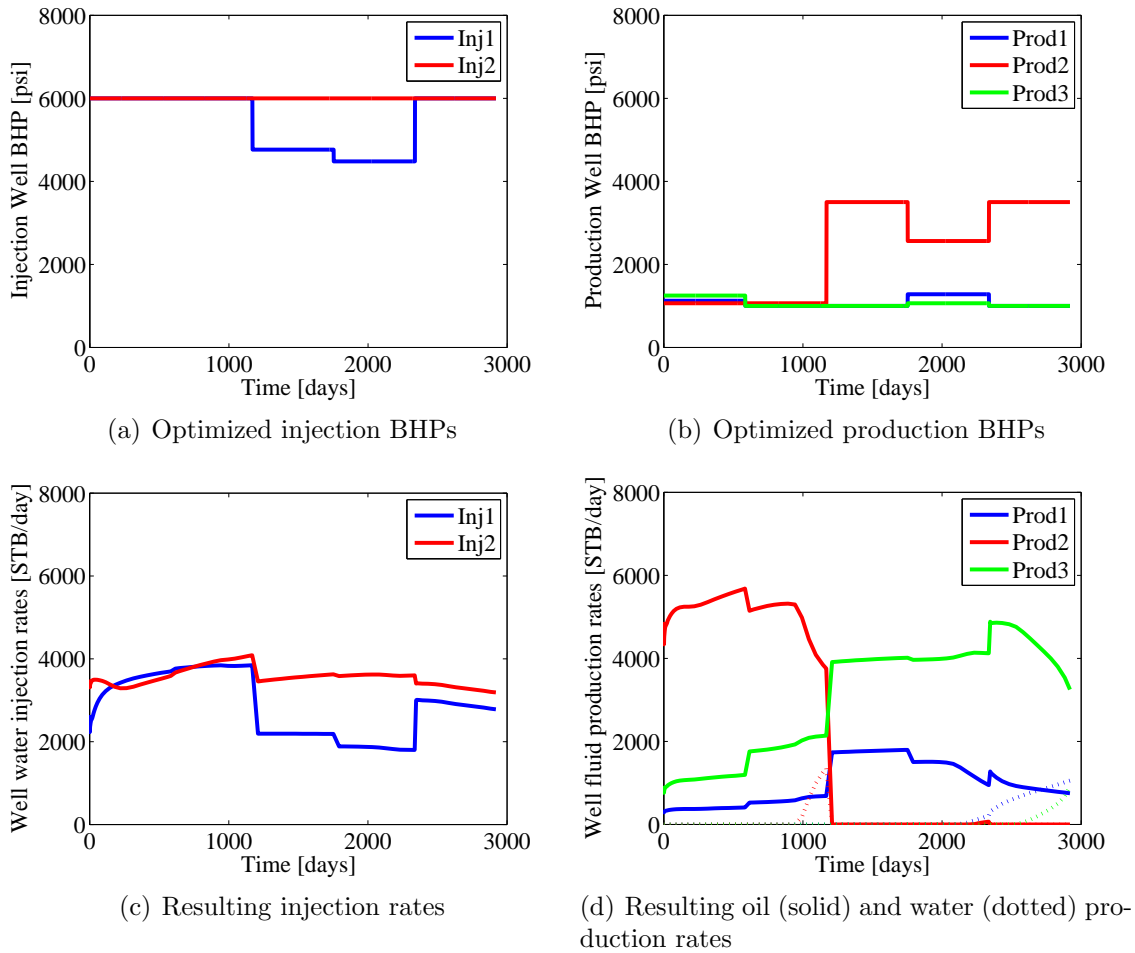 8000
6000
4000
2000
0
0 1000 2000 3000
Injection Well BHP [psi]
Time [days]
Inj1
Inj2
(a) Optimized injection BHPs
8000
6000
4000
2000
0
0 1000 2000 3000
Production Well BHP [psi]
Time [days]
Prod1
Prod2
Prod3
(b) Optimized production BHPs
8000
6000
4000
2000
0
0 1000 2000 3000
Well water injection rates [STB/day]
Time [days]
Inj1
Inj2
(c) Resulting injection rates
8000
6000
4000
2000
0
0 1000 2000 3000
Well fluid production rates [STB/day]
Time [days]
Prod1
Prod2
Prod3
(d) Resulting oil (solid) and water (dotted) pro-
duction rates